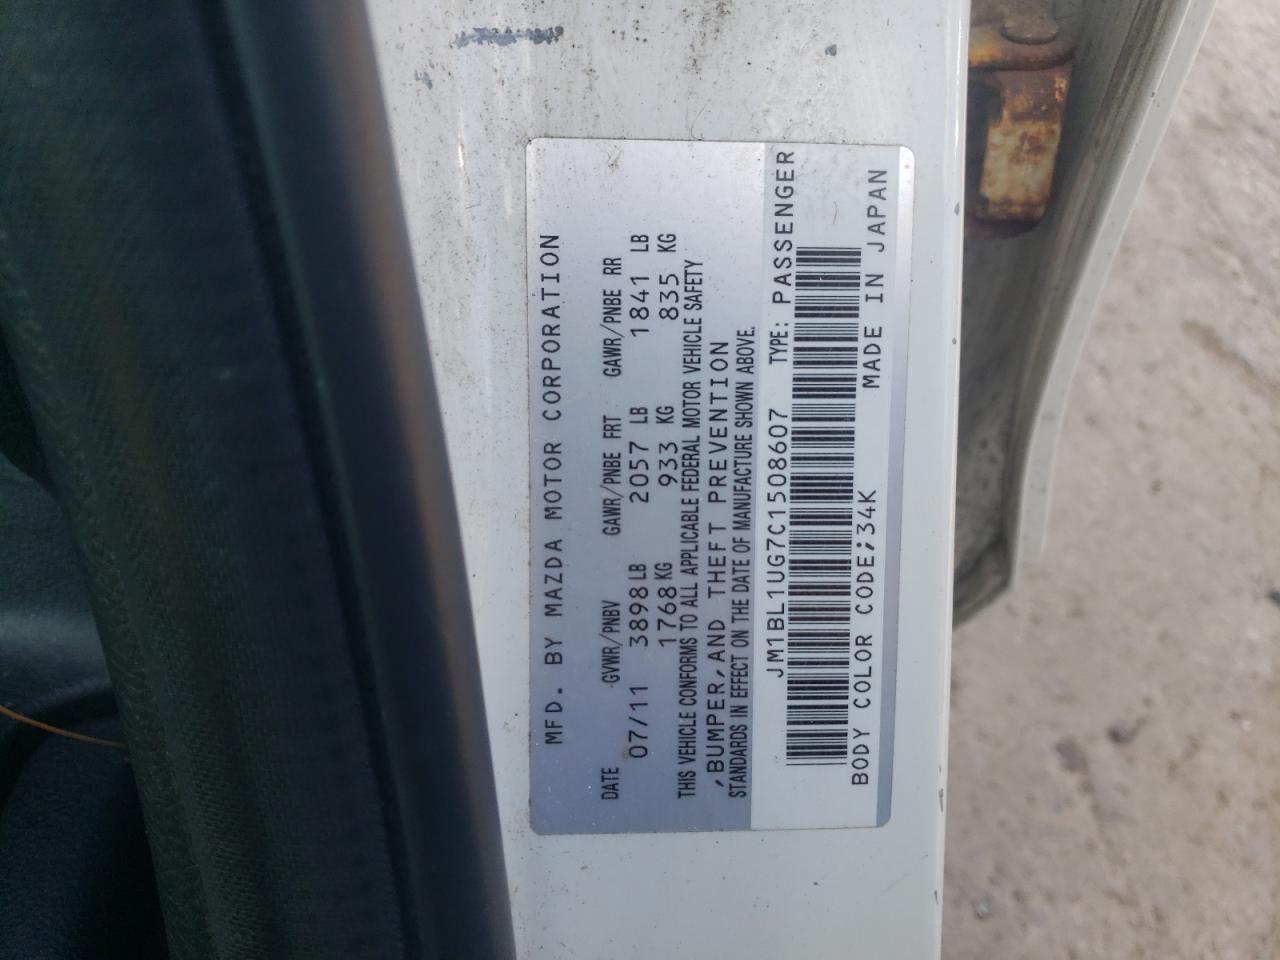 MFD. BY MAZDA MOTOR CORPORATION
DATE GVWR/PNBV GAWR/PNBE FRT GAWR/PNBE RR
07/11 3898 LB 2057 LB 1841 LB
1768 KG 933 KG 835 KG
THIS VEHICLE CONFORMS TO ALL APPLICABLE FEDERAL MOTOR VEHICLE SAFETY
,BUMPER,AND THEFT PREVENTION
STANDARDS IN EFFECT ON THE DATE OF MANUFACTURE SHOWN ABOVE.
JM1BL1UG7C1508607 TYPE: PASSENGER
BODY COLOR CODE;34K MADE IN JAPAN